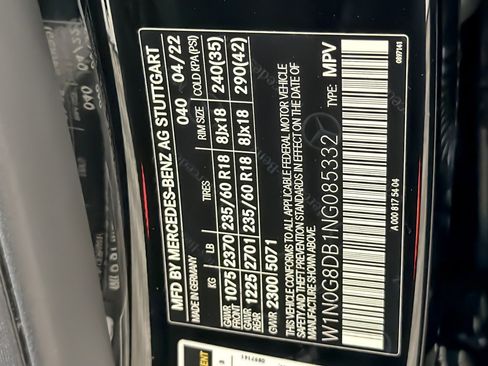 MFD BY MERCEDES-BENZ AG STUTTGART
MADE IN GERMANY 040 04/22
KG LB TIRES RIM SIZE COLD KPA (PSI)
GAWR FRONT 1075 2370 235/60 R18 8Jx18 240(35)
GAWR REAR 1225 2701 235/60 R18 8Jx18 290(42)
GVWR 2300 5071
THIS VEHICLE CONFORMS TO ALL APPLICABLE FEDERAL MOTOR VEHICLE
SAFETY AND THEFT PREVENTION STANDARDS IN EFFECT ON THE DATE OF
MANUFACTURE SHOWN ABOVE. TYPE: MPV
W1N0G8DB1NG085332
A 000 817 54 04
0897141
0897141